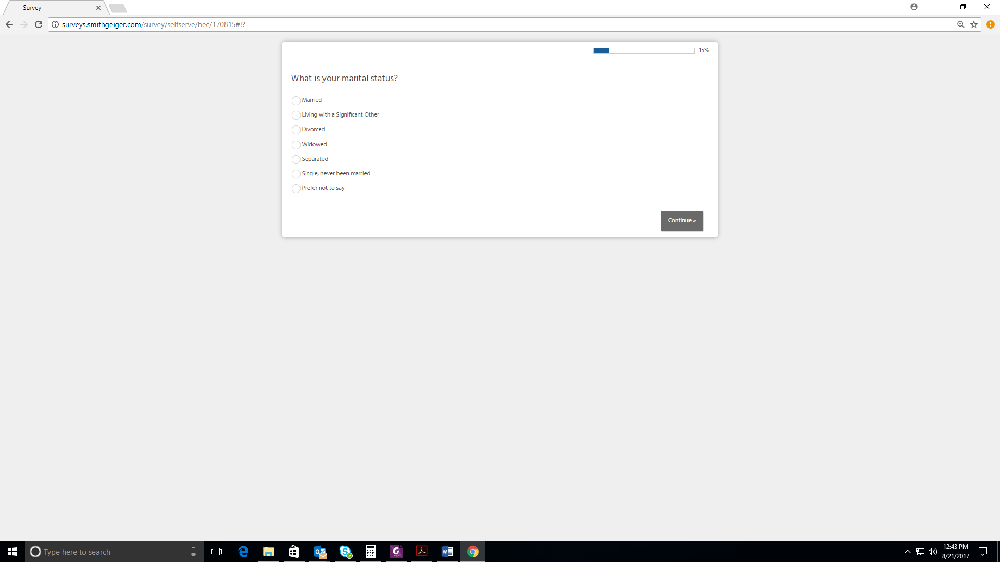 Survey
surveys.smithgeiger.com/survey/selfserve/bec/170815#!?
15%
What is your marital status?
Married
Living with a Significant Other
Divorced
Widowed
Separated
Single, never been married
Prefer not to say
Continue »
Type here to search
12:43 PM
8/21/2017